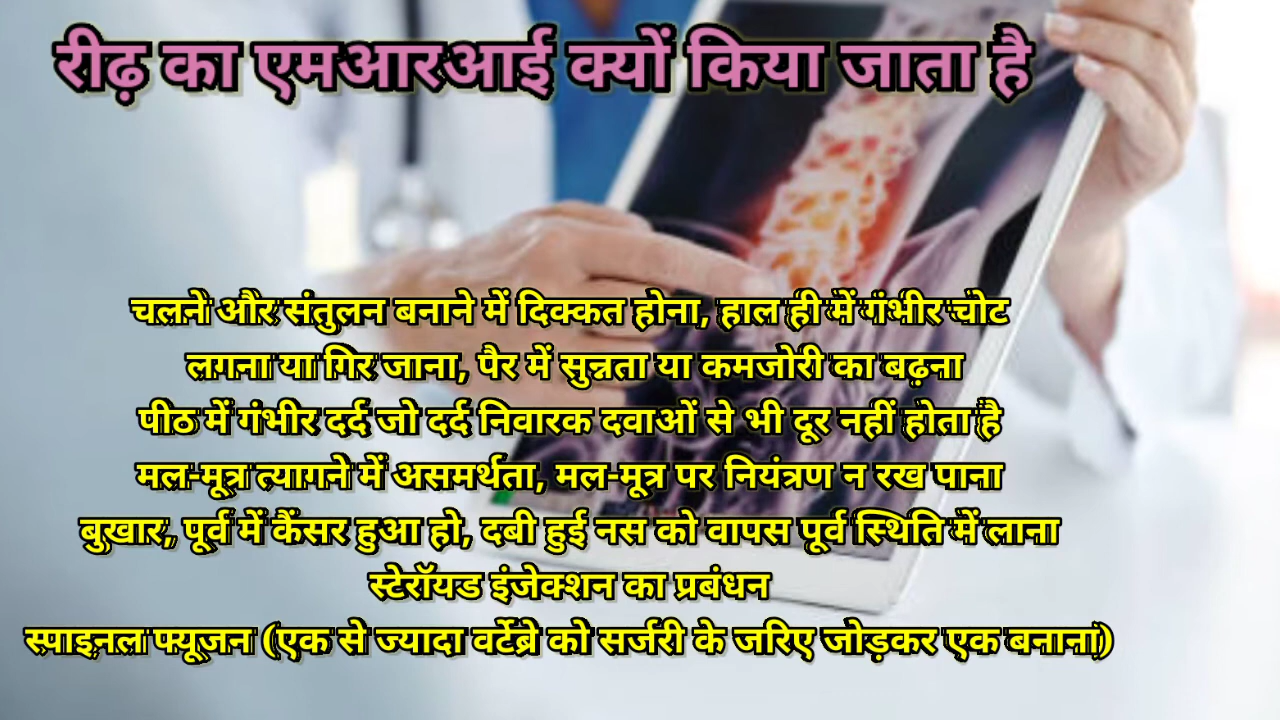 रीढ़ का एमआरआई क्यों किया जाता है
चलने और संतुलन बनाने में दिक्कत होना, हाल ही में गंभीर चोट
लगना या गिर जाना, पैर में सुन्नता या कमजोरी का बढ़ना
पीठ में गंभीर दर्द जो दर्द निवारक दवाओं से भी दूर नहीं होता है
मल-मूत्र त्यागने में असमर्थता, मल-मूत्र पर नियंत्रण न रख पाना
बुखार, पूर्व में कैंसर हुआ हो, दबी हुई नस को वापस पूर्व स्थिति में लाना
स्टेरॉयड इंजेक्शन का प्रबंधन
स्पाइनल फ्यूजन (एक से ज्यादा वर्टेब्रे को सर्जरी के जरिए जोड़कर एक बनाना)